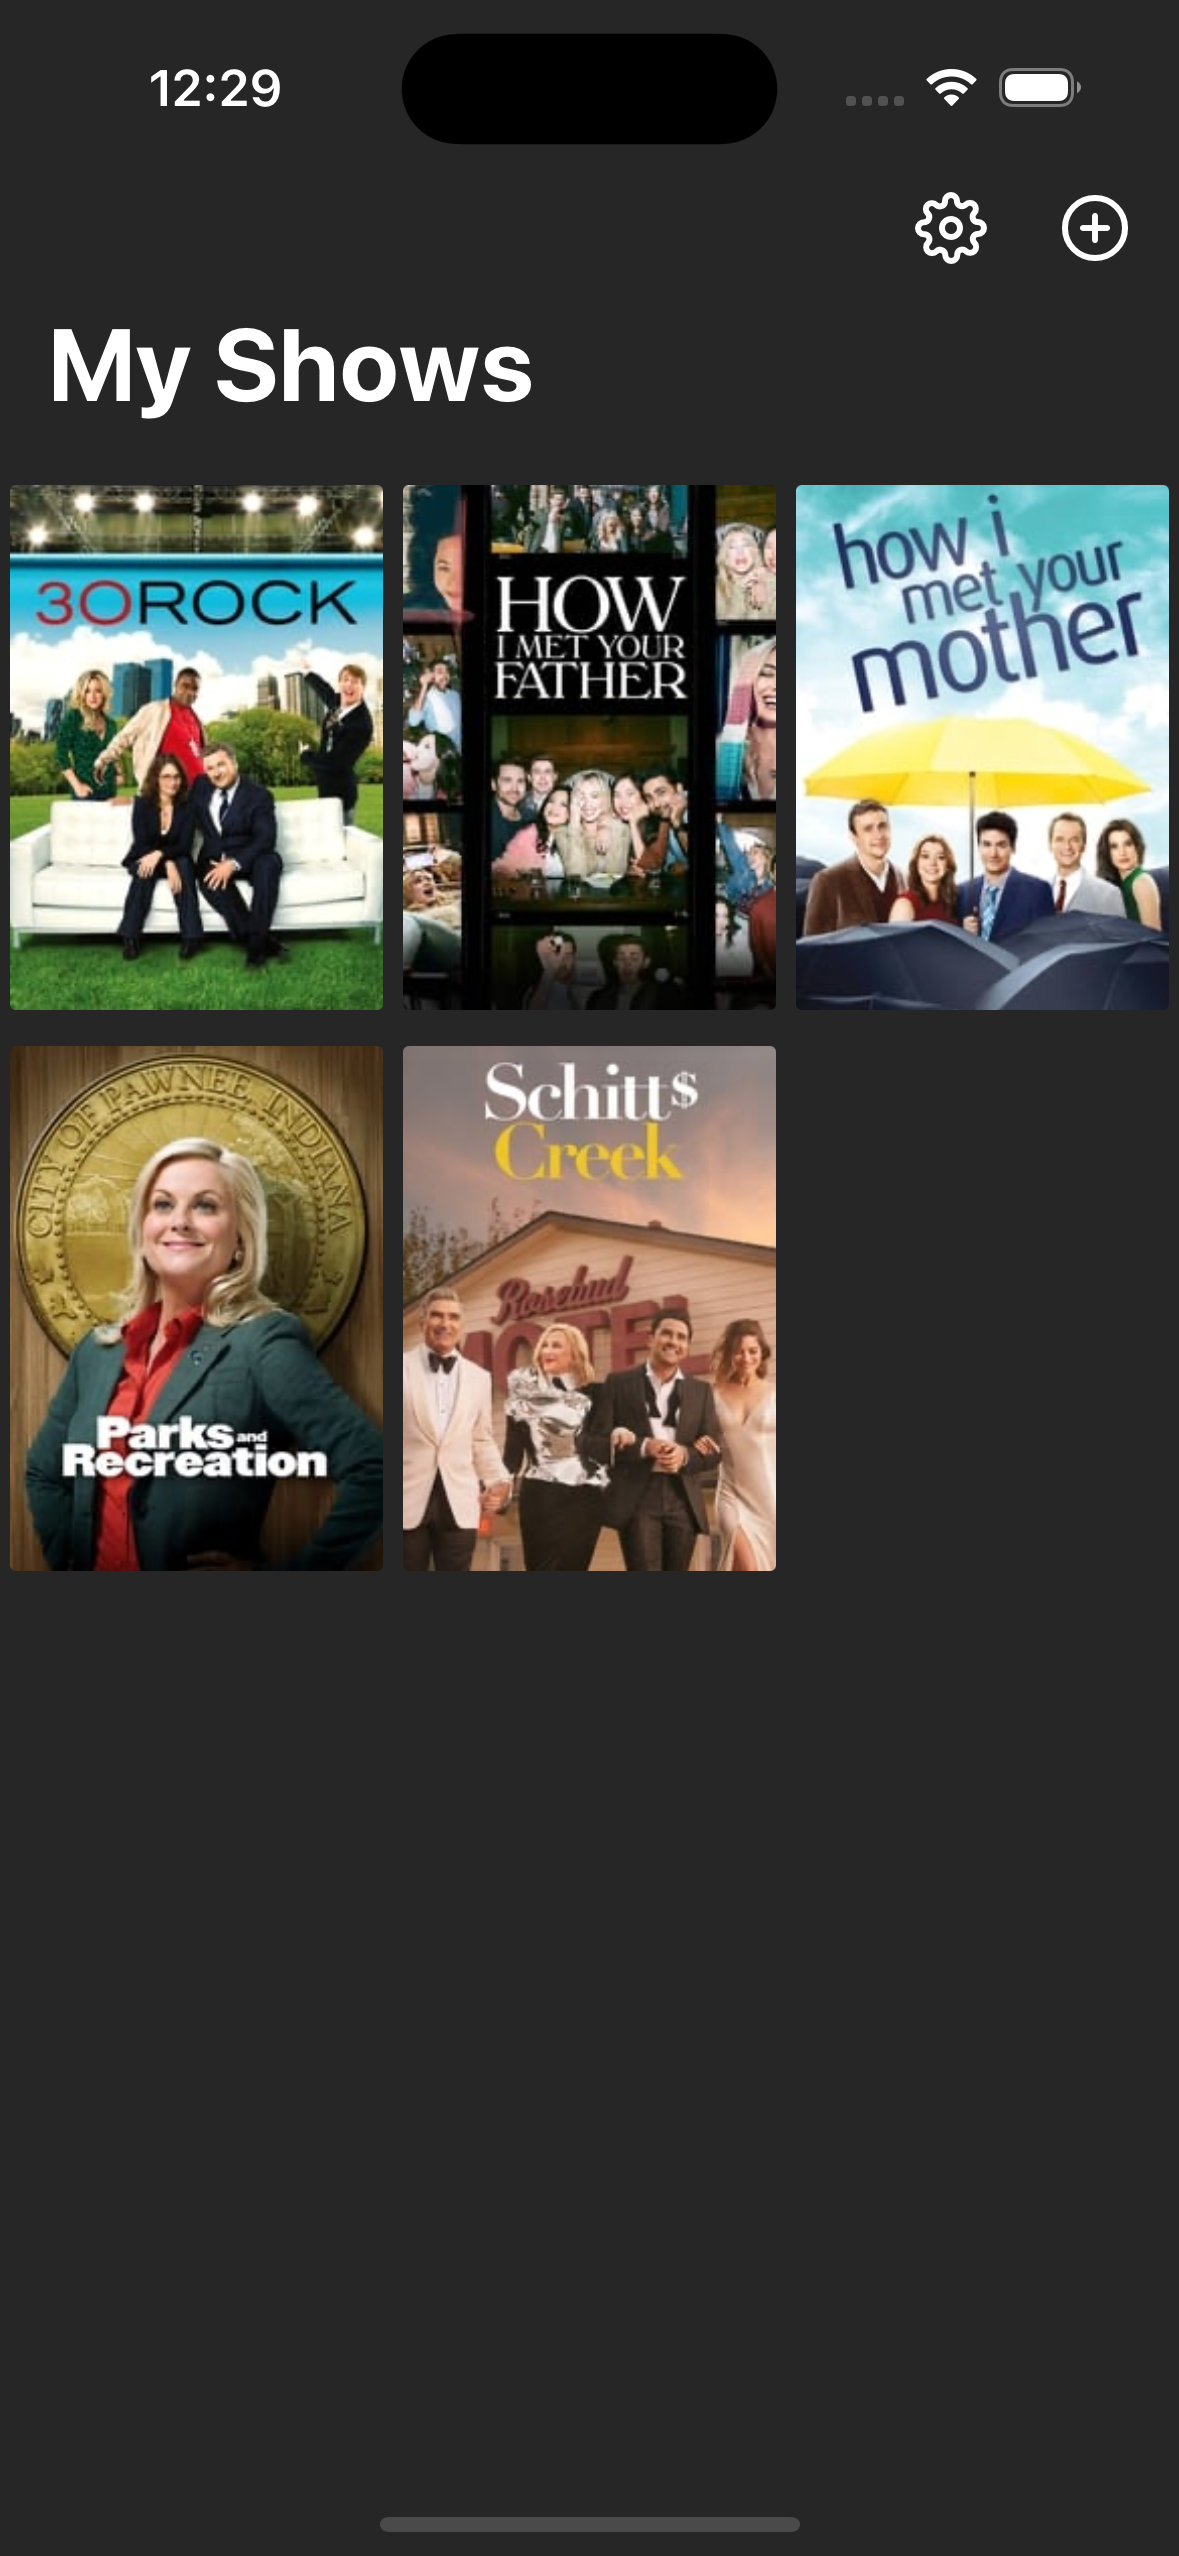 12:29
My Shows
30ROCK
HOW
I MET YOUR
FATHER
how i
met your
mother
CITY OF PAWNEE, INDIANA
Parks and
Recreation
Schitt$
Creek
Rosebud
MOTEL